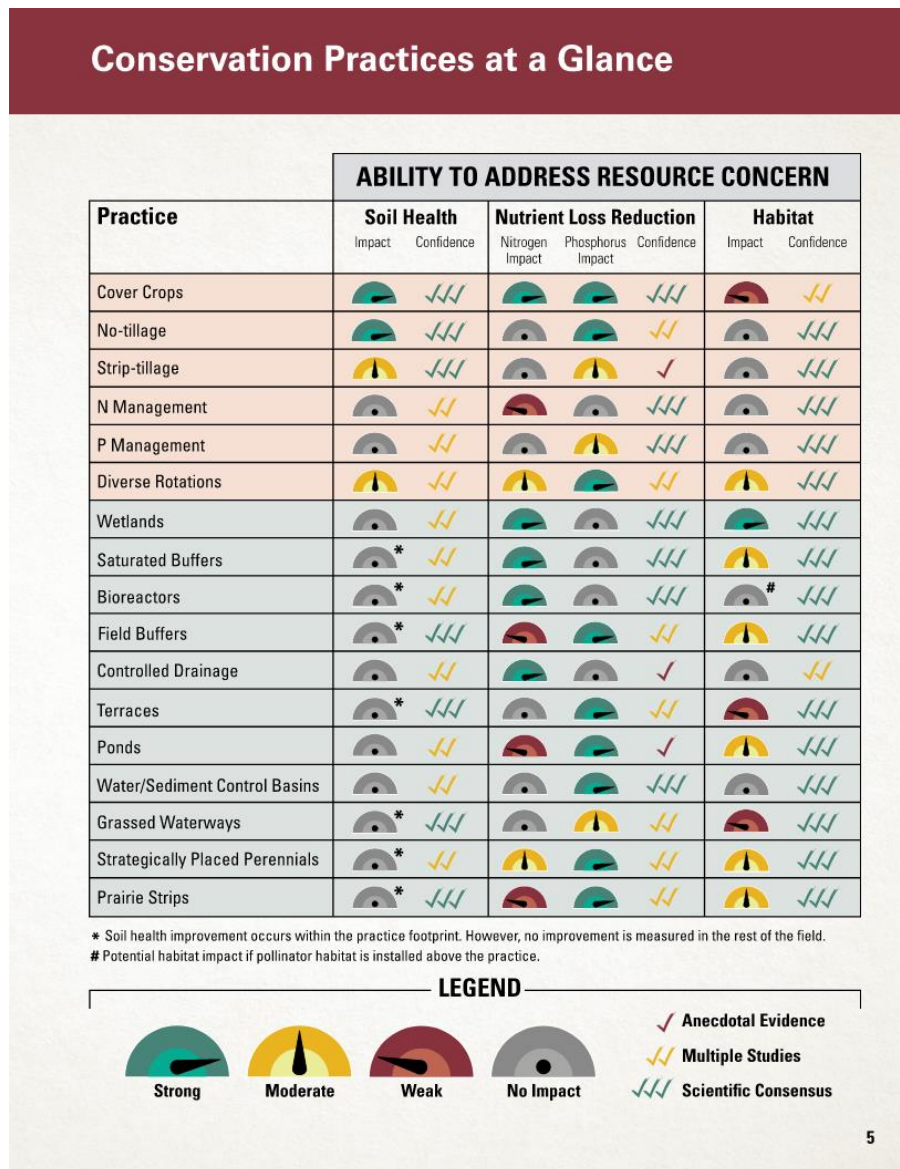 Conservation Practices at a Glance
ABILITY TO ADDRESS RESOURCE CONCERN
Practice
Soil Health
Nutrient Loss Reduction
Habitat
Impact
Confidence
Nitrogen
Impact
Phosphorus
Impact
Confidence
Impact
Confidence
Cover Crops
No-tillage
Strip-tillage
N Management
P Management
Diverse Rotations
Wetlands
Saturated Buffers *
Bioreactors * #
Field Buffers *
Controlled Drainage
Terraces *
Ponds
Water/Sediment Control Basins
Grassed Waterways *
Strategically Placed Perennials *
Prairie Strips *
* Soil health improvement occurs within the practice footprint. However, no improvement is measured in the rest of the field.
# Potential habitat impact if pollinator habitat is installed above the practice.
LEGEND
Strong
Moderate
Weak
No Impact
Anecdotal Evidence
Multiple Studies
Scientific Consensus
5